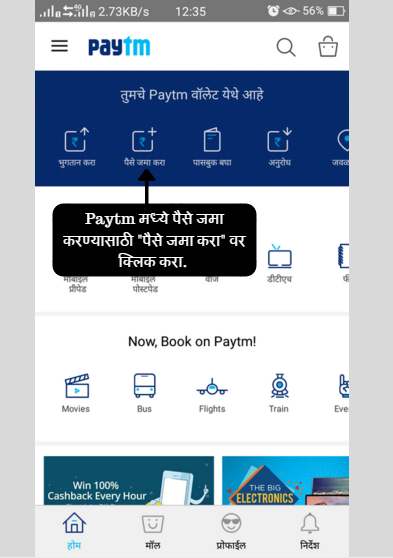 2.73KB/s 12:35 56%
paytm
तुमचे Paytm वॉलेट येथे आहे
भुगतान करा पैसे जमा करा पासबुक बघा अनुरोध जवळ
Paytm मध्ये पैसे जमा
करण्यासाठी "पैसे जमा करा" वर
क्लिक करा.
मोबाईल मोबाईल वीज डीटीएच
प्रीपेड पोस्टपेड
Now, Book on Paytm!
Movies Bus Flights Train Eve
Win 100%
Cashback Every Hour
THE BIG
ELECTRONICS
होम मॉल प्रोफाईल निर्देश